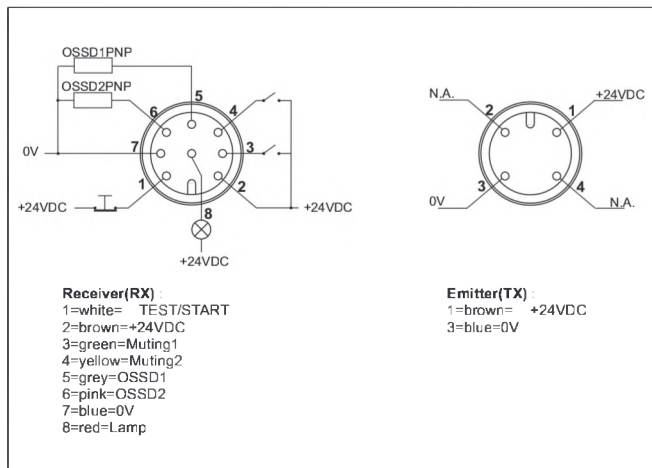 OSSD1PNP
OSSD2PNP
5
6
4
0V
7
3
1
2
+24VDC
+24VDC
8
+24VDC
N.A.
+24VDC
2
1
3
4
0V
N.A.
Receiver(RX) :
1=white= TEST/START
2=brown=+24VDC
3=green=Muting1
4=yellow=Muting2
5=grey=OSSD1
6=pink=OSSD2
7=blue=0V
8=red=Lamp
Emitter(TX) :
1=brown= +24VDC
3=blue=0V